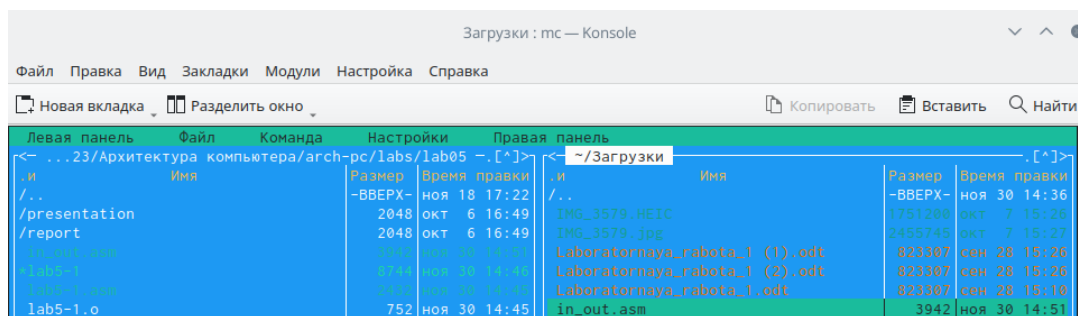 Загрузки : mc — Konsole
Файл Правка Вид Закладки Модули Настройка Справка
Новая вкладка Разделить окно Копировать Вставить Найти
Левая панель Файл Команда Настройки Правая панель
<— ...23/Архитектура компьютера/arch-pc/labs/lab05 —.[^]> <— ~/Загрузки .[^]>
.и Имя Размер Время правки .и Имя Размер Время правки
/.. -ВВЕРХ- ноя 18 17:22 /.. -ВВЕРХ- ноя 30 14:36
/presentation 2048 окт 6 16:49 IMG_3579.HEIC 1751200 окт 7 15:28
/report 2048 окт 6 16:49 IMG_3579.jpg 2455745 окт 7 15:27
in_out.asm 3942 ноя 30 14:51 Laboratornaya_rabota_1 (1).odt 823307 сен 28 15:26
*lab5-1 8744 ноя 30 14:46 Laboratornaya_rabota_1 (2).odt 823307 сен 28 15:26
lab5-1.asm ноя 30 14:45 Laboratornaya_rabota_1.odt 823307 сен 28 15:10
lab5-1.o 752 ноя 30 14:45 in_out.asm 3942 ноя 30 14:51